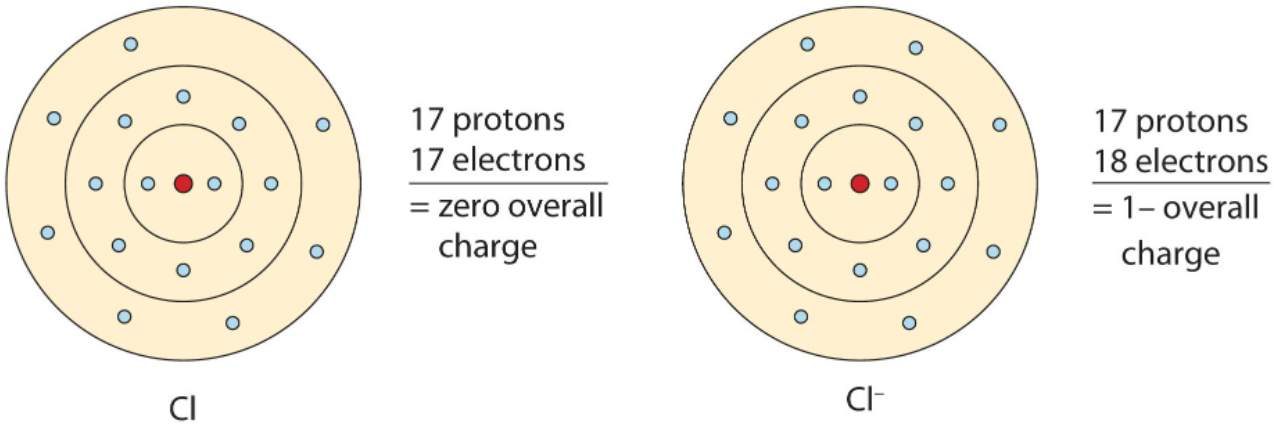 17 protons
17 electrons
= zero overall
charge
Cl
17 protons
18 electrons
= 1– overall
charge
Cl⁻